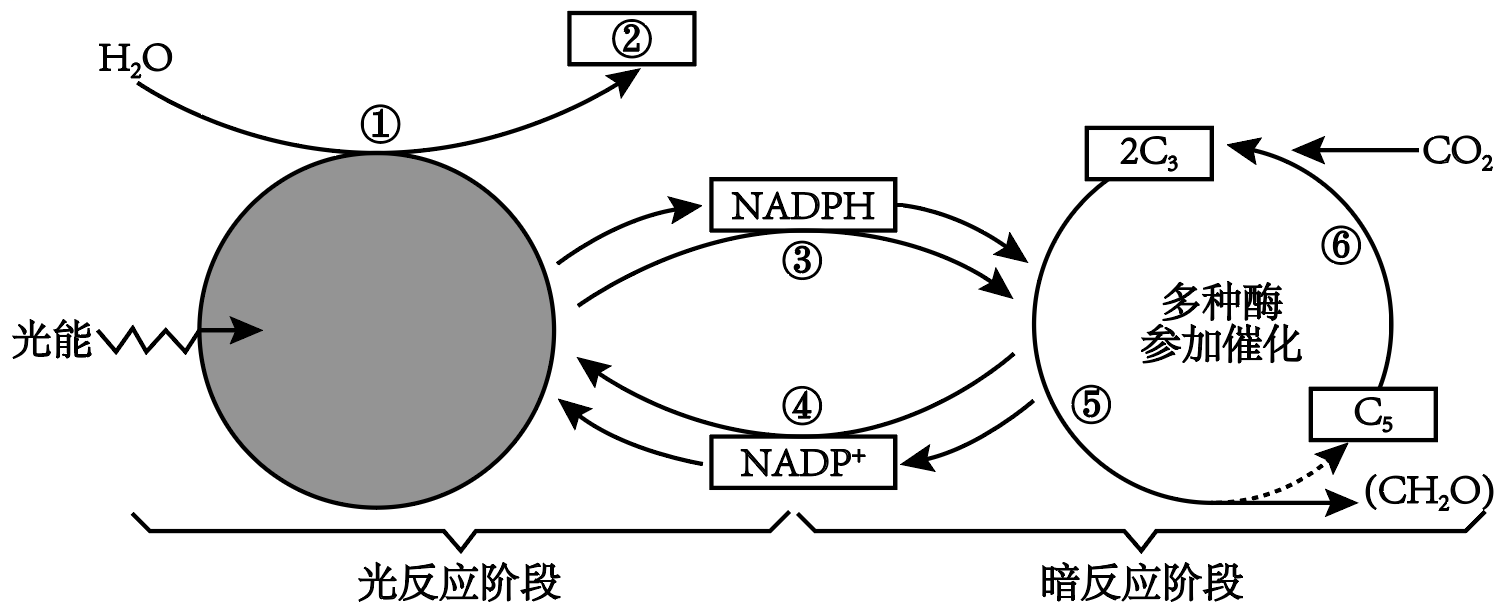 H₂O
②
①
2C₃
CO₂
NADPH
③
⑥
光能
多种酶
参加催化
④
⑤
C₅
NADP⁺
(CH₂O)
光反应阶段
暗反应阶段